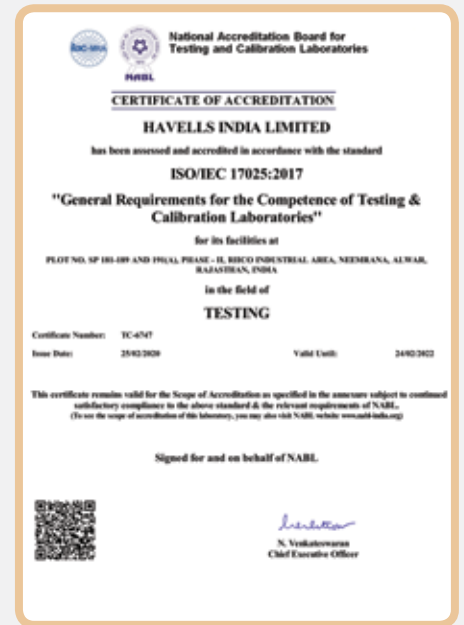 National Accreditation Board for
Testing and Calibration Laboratories
NABL
CERTIFICATE OF ACCREDITATION
HAVELLS INDIA LIMITED
has been assessed and accredited in accordance with the standard
ISO/IEC 17025:2017
"General Requirements for the Competence of Testing &
Calibration Laboratories"
for its facilities at
PLOT NO. SP 181-189 AND 191(A), PHASE - II, RIICO INDUSTRIAL AREA, NEEMRANA, ALWAR,
RAJASTHAN, INDIA
in the field of
TESTING
Certificate Number: TC-6747
Issue Date: 25/02/2020 Valid Until: 24/02/2022
This certificate remains valid for the Scope of Accreditation as specified in the annexure subject to continued
satisfactory compliance to the above standard & the relevant requirements of NABL.
(To see the scope of accreditation of this laboratory, you may also visit NABL website www.nabl-india.org)
Signed for and on behalf of NABL
N. Venkateswaran
Chief Executive Officer